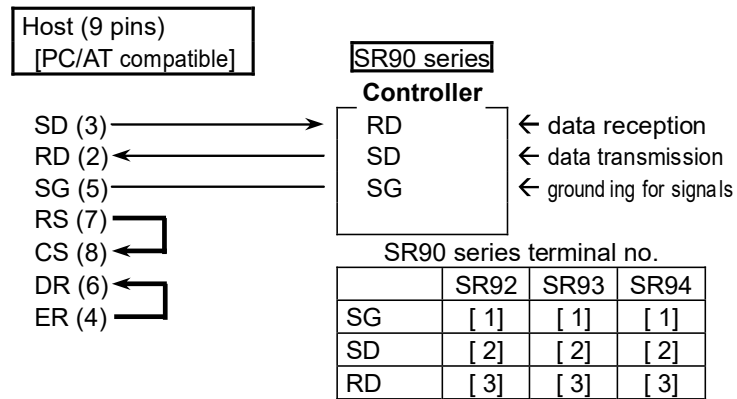 Host (9 pins)
[PC/AT compatible]
SR90 series
Controller
SD (3)
RD
← data reception
RD (2)
SD
← data transmission
SG (5)
SG
← grounding for signals
RS (7)
CS (8)
DR (6)
ER (4)
SR90 series terminal no.
SR92 SR93 SR94
SG [ 1] [ 1] [ 1]
SD [ 2] [ 2] [ 2]
RD [ 3] [ 3] [ 3]